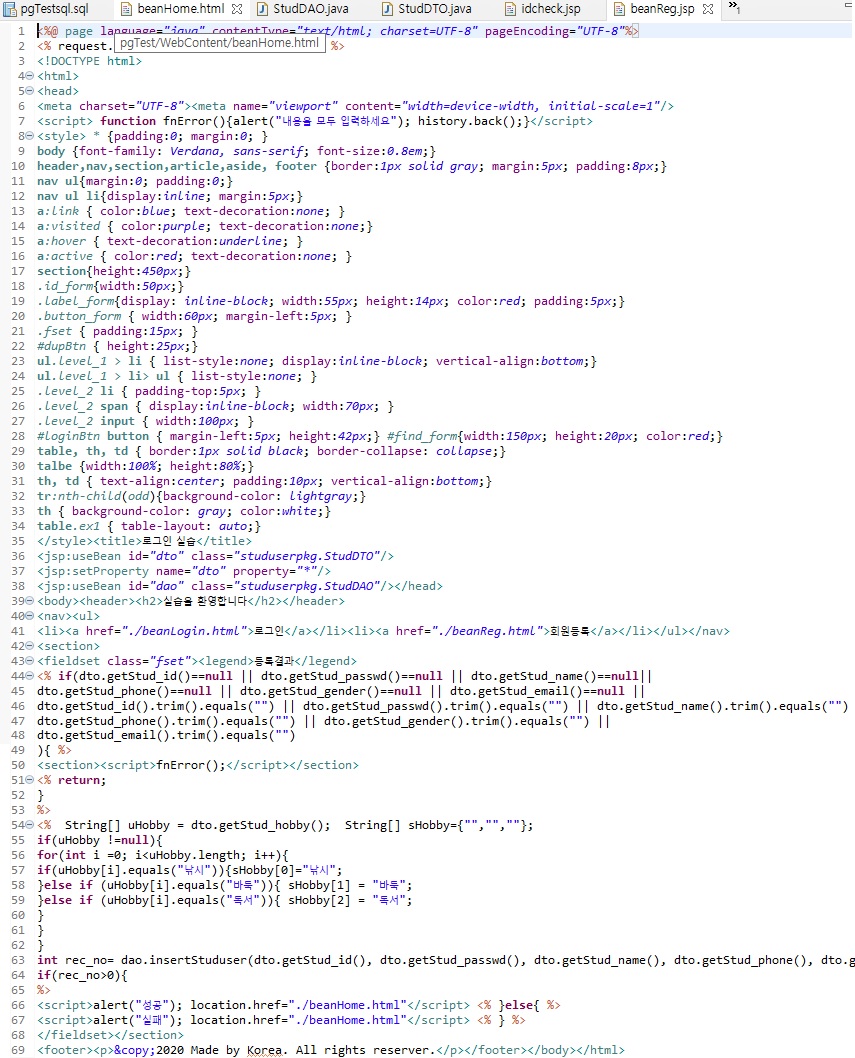 pgTestsql.sql beanHome.html StudDAO.java StudDTO.java idcheck.jsp beanReg.jsp »1
1 <%@ page language="java" contentType="text/html; charset=UTF-8" pageEncoding="UTF-8"%>
pgTest/WebContent/beanHome.html
2 <% request. %>
3 <!DOCTYPE html>
4 <html>
5 <head>
6 <meta charset="UTF-8"><meta name="viewport" content="width=device-width, initial-scale=1"/>
7 <script> function fnError(){alert("내용을 모두 입력하세요"); history.back();}</script>
8 <style> * {padding:0; margin:0; }
9 body {font-family: Verdana, sans-serif; font-size:0.8em;}
10 header,nav,section,article,aside, footer {border:1px solid gray; margin:5px; padding:8px;}
11 nav ul{margin:0; padding:0;}
12 nav ul li{display:inline; margin:5px;}
13 a:link { color:blue; text-decoration:none; }
14 a:visited { color:purple; text-decoration:none;}
15 a:hover { text-decoration:underline; }
16 a:active { color:red; text-decoration:none; }
17 section{height:450px;}
18 .id_form{width:50px;}
19 .label_form{display: inline-block; width:55px; height:14px; color:red; padding:5px;}
20 .button_form { width:60px; margin-left:5px; }
21 .fset { padding:15px; }
22 #dupBtn { height:25px;}
23 ul.level_1 > li { list-style:none; display:inline-block; vertical-align:bottom;}
24 ul.level_1 > li> ul { list-style:none; }
25 .level_2 li { padding-top:5px; }
26 .level_2 span { display:inline-block; width:70px; }
27 .level_2 input { width:100px; }
28 #loginBtn button { margin-left:5px; height:42px;} #find_form{width:150px; height:20px; color:red;}
29 table, th, td { border:1px solid black; border-collapse: collapse;}
30 talbe {width:100%; height:80%;}
31 th, td { text-align:center; padding:10px; vertical-align:bottom;}
32 tr:nth-child(odd){background-color: lightgray;}
33 th { background-color: gray; color:white;}
34 table.ex1 { table-layout: auto;}
35 </style><title>로그인 실습</title>
36 <jsp:useBean id="dto" class="studuserpkg.StudDTO"/>
37 <jsp:setProperty name="dto" property="*"/>
38 <jsp:useBean id="dao" class="studuserpkg.StudDAO"/></head>
39 <body><header><h2>실습을 환영합니다</h2></header>
40 <nav><ul>
41 <li><a href="./beanLogin.html">로그인</a></li><li><a href="./beanReg.html">회원등록</a></li></ul></nav>
42 <section>
43 <fieldset class="fset"><legend>등록결과</legend>
44 <% if(dto.getStud_id()==null || dto.getStud_passwd()==null || dto.getStud_name()==null||
45 dto.getStud_phone()==null || dto.getStud_gender()==null || dto.getStud_email()==null ||
46 dto.getStud_id().trim().equals("") || dto.getStud_passwd().trim().equals("") || dto.getStud_name().trim().equals("")
47 dto.getStud_phone().trim().equals("") || dto.getStud_gender().trim().equals("") ||
48 dto.getStud_email().trim().equals("")
49 ){ %>
50 <section><script>fnError();</script></section>
51 <% return;
52 }
53 %>
54 <% String[] uHobby = dto.getStud_hobby(); String[] sHobby={"","",""};
55 if(uHobby !=null){
56 for(int i =0; i<uHobby.length; i++){
57 if(uHobby[i].equals("낚시")){sHobby[0]="낚시";
58 }else if (uHobby[i].equals("바둑")){ sHobby[1] = "바둑";
59 }else if (uHobby[i].equals("독서")){ sHobby[2] = "독서";
60 }
61 }
62 }
63 int rec_no= dao.insertStuduser(dto.getStud_id(), dto.getStud_passwd(), dto.getStud_name(), dto.getStud_phone(), dto.g
64 if(rec_no>0){
65 %>
66 <script>alert("성공"); location.href="./beanHome.html"</script> <% }else{ %>
67 <script>alert("실패"); location.href="./beanHome.html"</script> <% } %>
68 </fieldset></section>
69 <footer><p>&copy;2020 Made by Korea. All rights reserver.</p></footer></body></html>